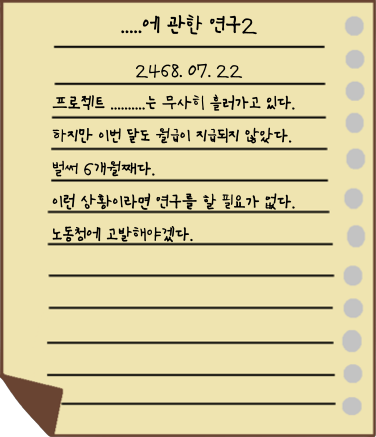 .....에 관한 연구2
2468. 07. 22
프로젝트 ..........는 무사히 흘러가고 있다.
하지만 이번 달도 월급이 지급되지 않았다.
벌써 6개월째다.
이런 상황이라면 연구를 할 필요가 없다.
노동청에 고발해야겠다.